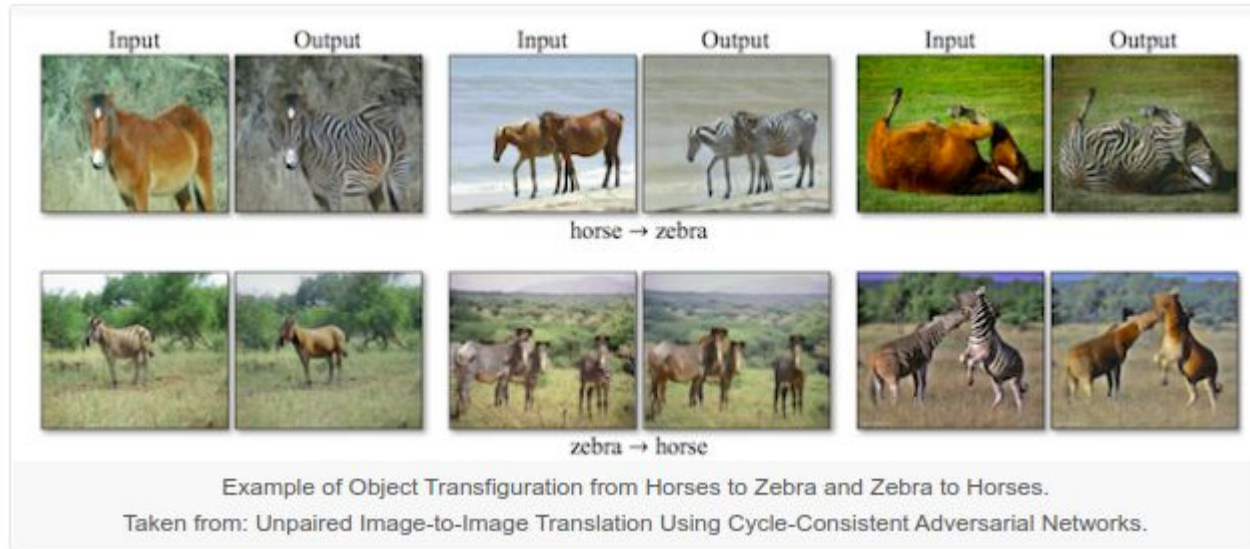 Input Output Input Output Input Output
horse → zebra
zebra → horse
Example of Object Transfiguration from Horses to Zebra and Zebra to Horses.
Taken from: Unpaired Image-to-Image Translation Using Cycle-Consistent Adversarial Networks.